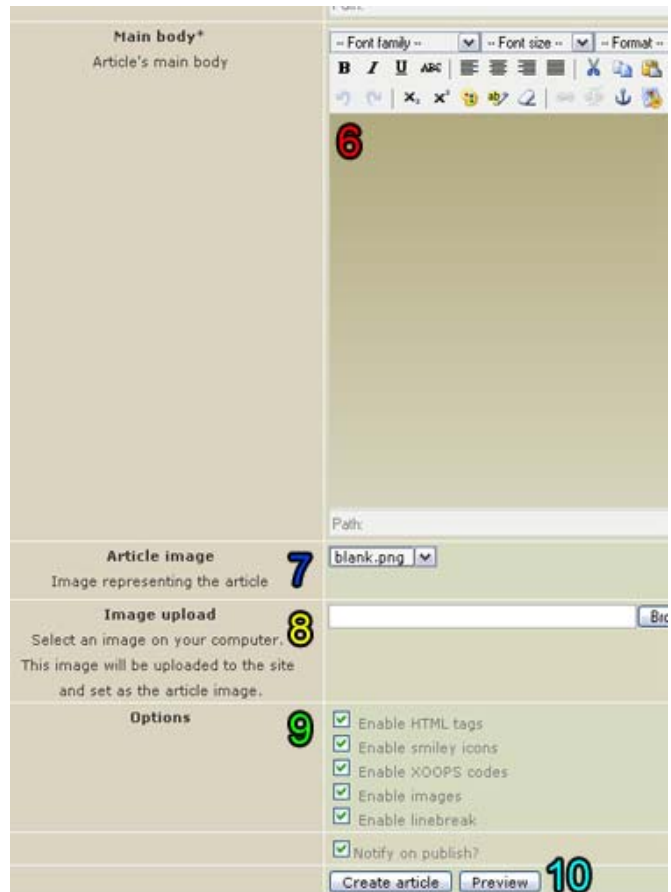 Main body*
Article's main body
-- Font family -- -- Font size -- -- Format --
B I U ABC
6
Path:
Article image
7
Image representing the article
blank.png
Image upload
8
Select an image on your computer.
This image will be uploaded to the site
and set as the article image.
Bro
Options
9
Enable HTML tags
Enable smiley icons
Enable XOOPS codes
Enable images
Enable linebreak
Notify on publish?
Create article Preview 10